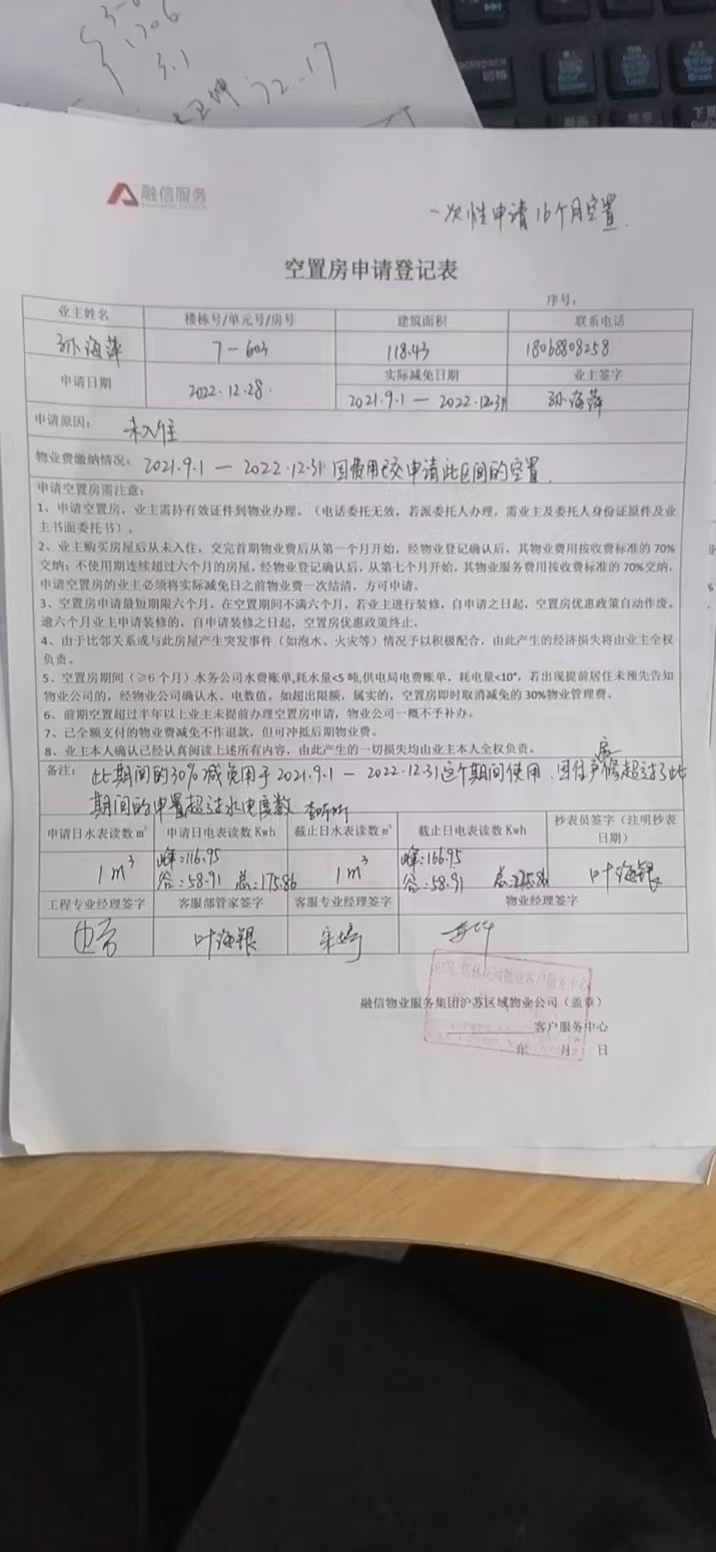 融信服务
一次性申请16个月空置.
空置房申请登记表
序号:
业主姓名 楼栋号/单元号/房号 建筑面积 联系电话
孙海萍 7-603 118.43 18068808258
申请日期 2022.12.28. 实际减免日期 业主签字
2021.9.1 — 2022.12.31 孙海萍
申请原因: 未入住
物业费缴纳情况: 2021.9.1 — 2022.12.31 因费用已交申请此区间的空置.
申请空置房需注意:
1、申请空置房,业主需持有效证件到物业办理。(电话委托无效,若派委托人办理,需业主及委托人身份证原件及业
主书面委托书)。
2、业主购买房屋后从未入住,交完首期物业费后从第一个月开始,经物业登记确认后,其物业费用按收费标准的70%
交纳;不使用期连续超过六个月的房屋,经物业登记确认后,从第七个月开始,其物业服务费用按收费标准的70%交纳,
申请空置房的业主必须将实际减免日之前物业费一次结清,方可申请。
3、空置房申请最短期限六个月,在空置期间不满六个月,若业主进行装修,自申请之日起,空置房优惠政策自动作废。
逾六个月业主申请装修的,自申请装修之日起,空置房优惠政策终止。
4、由于比邻关系或与此房屋产生突发事件(如泡水、火灾等)情况予以积极配合,由此产生的经济损失将由业主全权
负责。
5、空置房期间(≥6个月)水务公司水费账单,耗水量<5吨,供电局电费账单,耗电量<10°,若出现提前居住未预先告知
物业公司的,经物业公司确认水、电数值,如超出限额,属实的,空置房即时取消减免的30%物业管理费。
6、前期空置超过半年以上业主未提前办理空置房申请,物业公司一概不予补办。
7、已全额支付的物业费减免不作退款,但可冲抵后期物业费。
8、业主本人确认已经认真阅读上述所有内容,由此产生的一切损失均由业主本人全权负责。
备注: 此期间的30%减免用于2021.9.1 — 2022.12.31这个期间使用.因住户维超过了此
期间的申置超过水电度数
申请日水表读数m³ 申请日电表读数Kwh 截止日水表读数m³ 截止日电表读数Kwh 抄表员签字(注明抄表
日期)
1m³ 峰:116.95 1m³ 峰:166.95 叶海银
谷:58.91 总:175.86 谷:58.91 总:225.86
工程专业经理签字 客服部管家签字 客服专业经理签字 物业经理签字
叶海银
融信物业服务集团沪苏区域物业公司(盖章)
客户服务中心
年 月 日